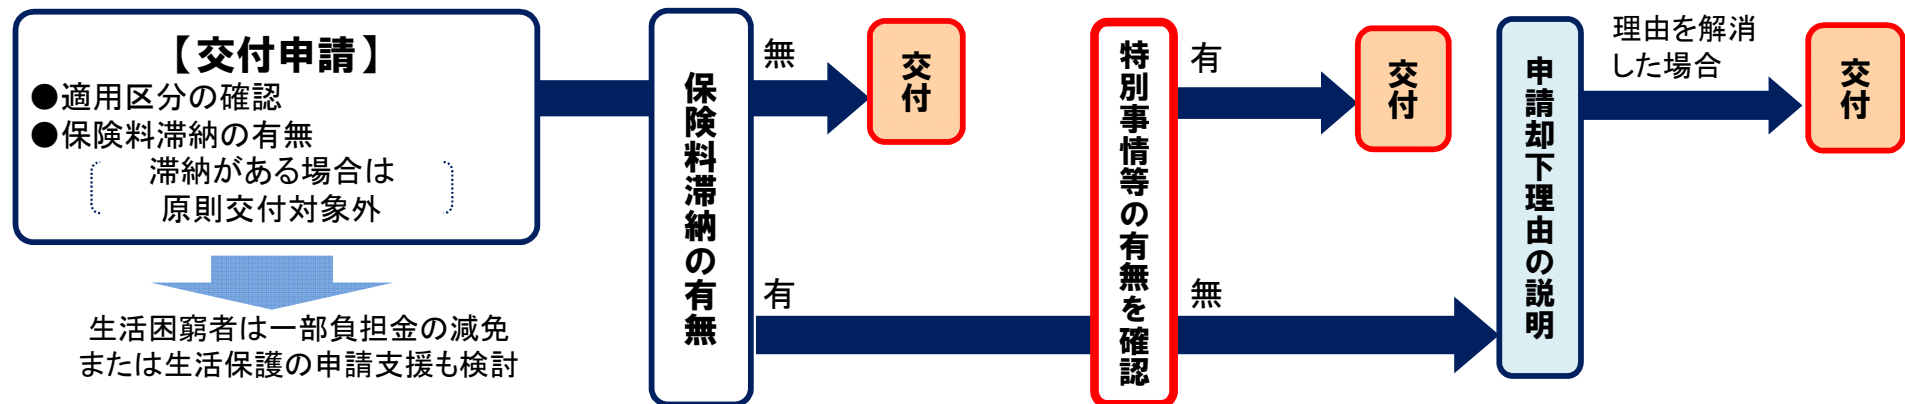 【交付申請】
●適用区分の確認
●保険料滞納の有無
滞納がある場合は
原則交付対象外
生活困窮者は一部負担金の減免
または生活保護の申請支援も検討
保険料滞納の有無
無
交付
有
特別事情等の有無を確認
有
交付
無
申請却下理由の説明
理由を解消
した場合
交付